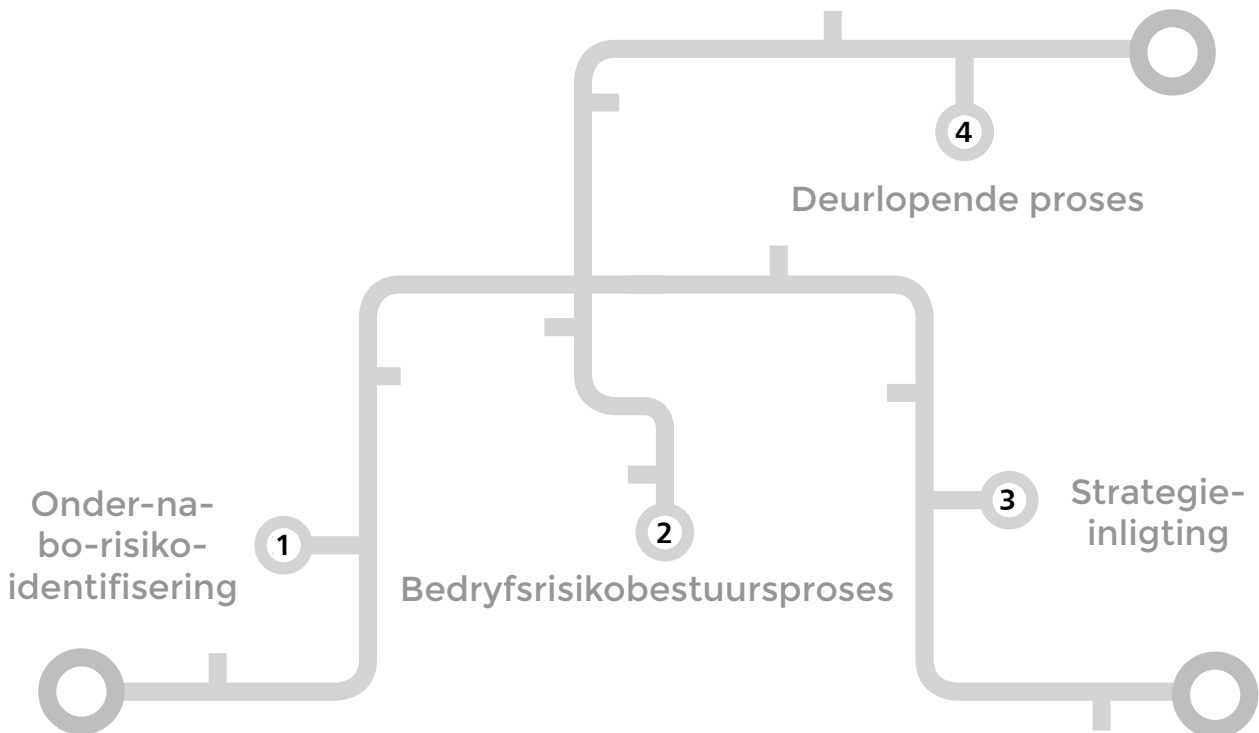 4
Deurlopende proses
Onder-na-
bo-risiko-
identifisering
1
2
Bedryfsrisikobestuursproses
3
Strategie-
inligting